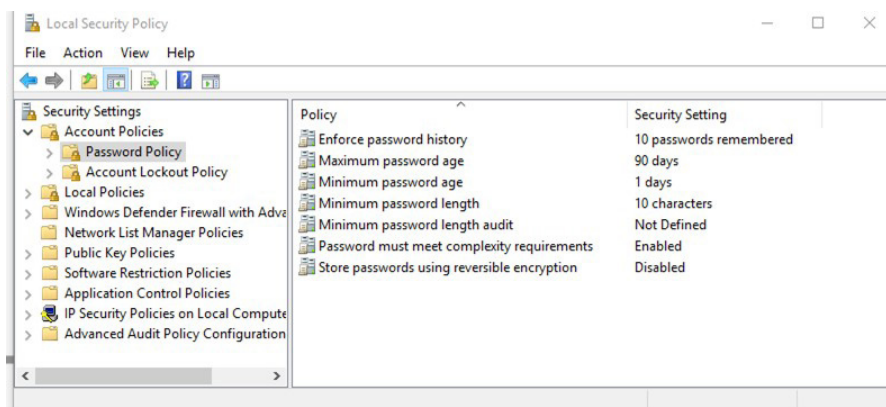 Local Security Policy
File Action View Help
Security Settings
Account Policies
Password Policy
Account Lockout Policy
Local Policies
Windows Defender Firewall with Adva
Network List Manager Policies
Public Key Policies
Software Restriction Policies
Application Control Policies
IP Security Policies on Local Compute
Advanced Audit Policy Configuration
Policy Security Setting
Enforce password history 10 passwords remembered
Maximum password age 90 days
Minimum password age 1 days
Minimum password length 10 characters
Minimum password length audit Not Defined
Password must meet complexity requirements Enabled
Store passwords using reversible encryption Disabled